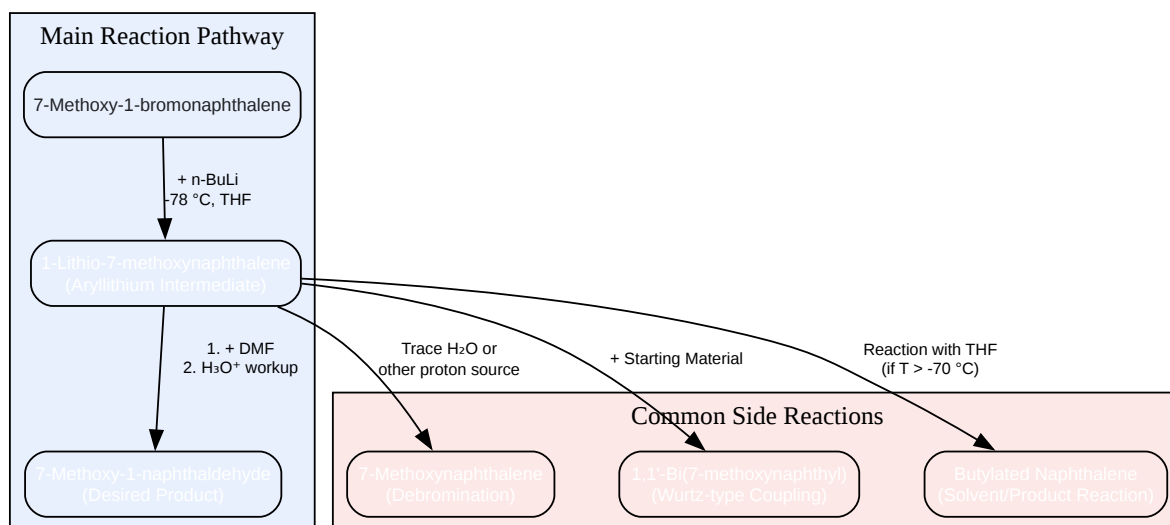 Main Reaction Pathway
7-Methoxy-1-bromonaphthalene
+ n-BuLi
-78 °C, THF
1-Lithio-7-methoxynaphthalene
(Aryllithium Intermediate)
1. + DMF
2. H₃O⁺ workup
Trace H₂O or
other proton source
+ Starting Material
Reaction with THF
(if T > -70 °C)
Common Side Reactions
7-Methoxy-1-naphthaldehyde
(Desired Product)
7-Methoxynaphthalene
(Debromination)
1,1'-Bi(7-methoxynaphthyl)
(Wurtz-type Coupling)
Butylated Naphthalene
(Solvent/Product Reaction)